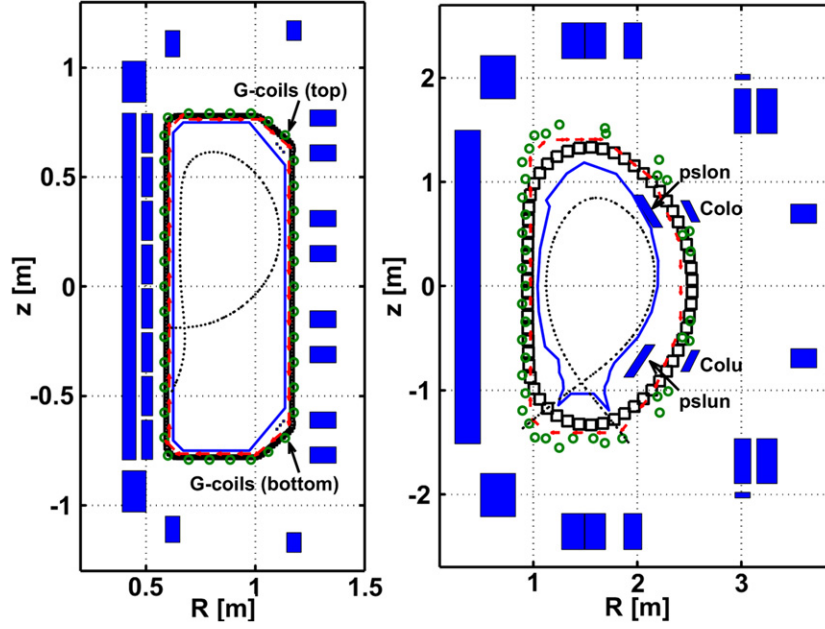 1
0.5
0
-0.5
-1
z [m]
G-coils (top)
G-coils (bottom)
0.5
1
1.5
R [m]
2
1
0
-1
-2
z [m]
pslon
Colo
Colu
pslun
1
2
3
R [m]